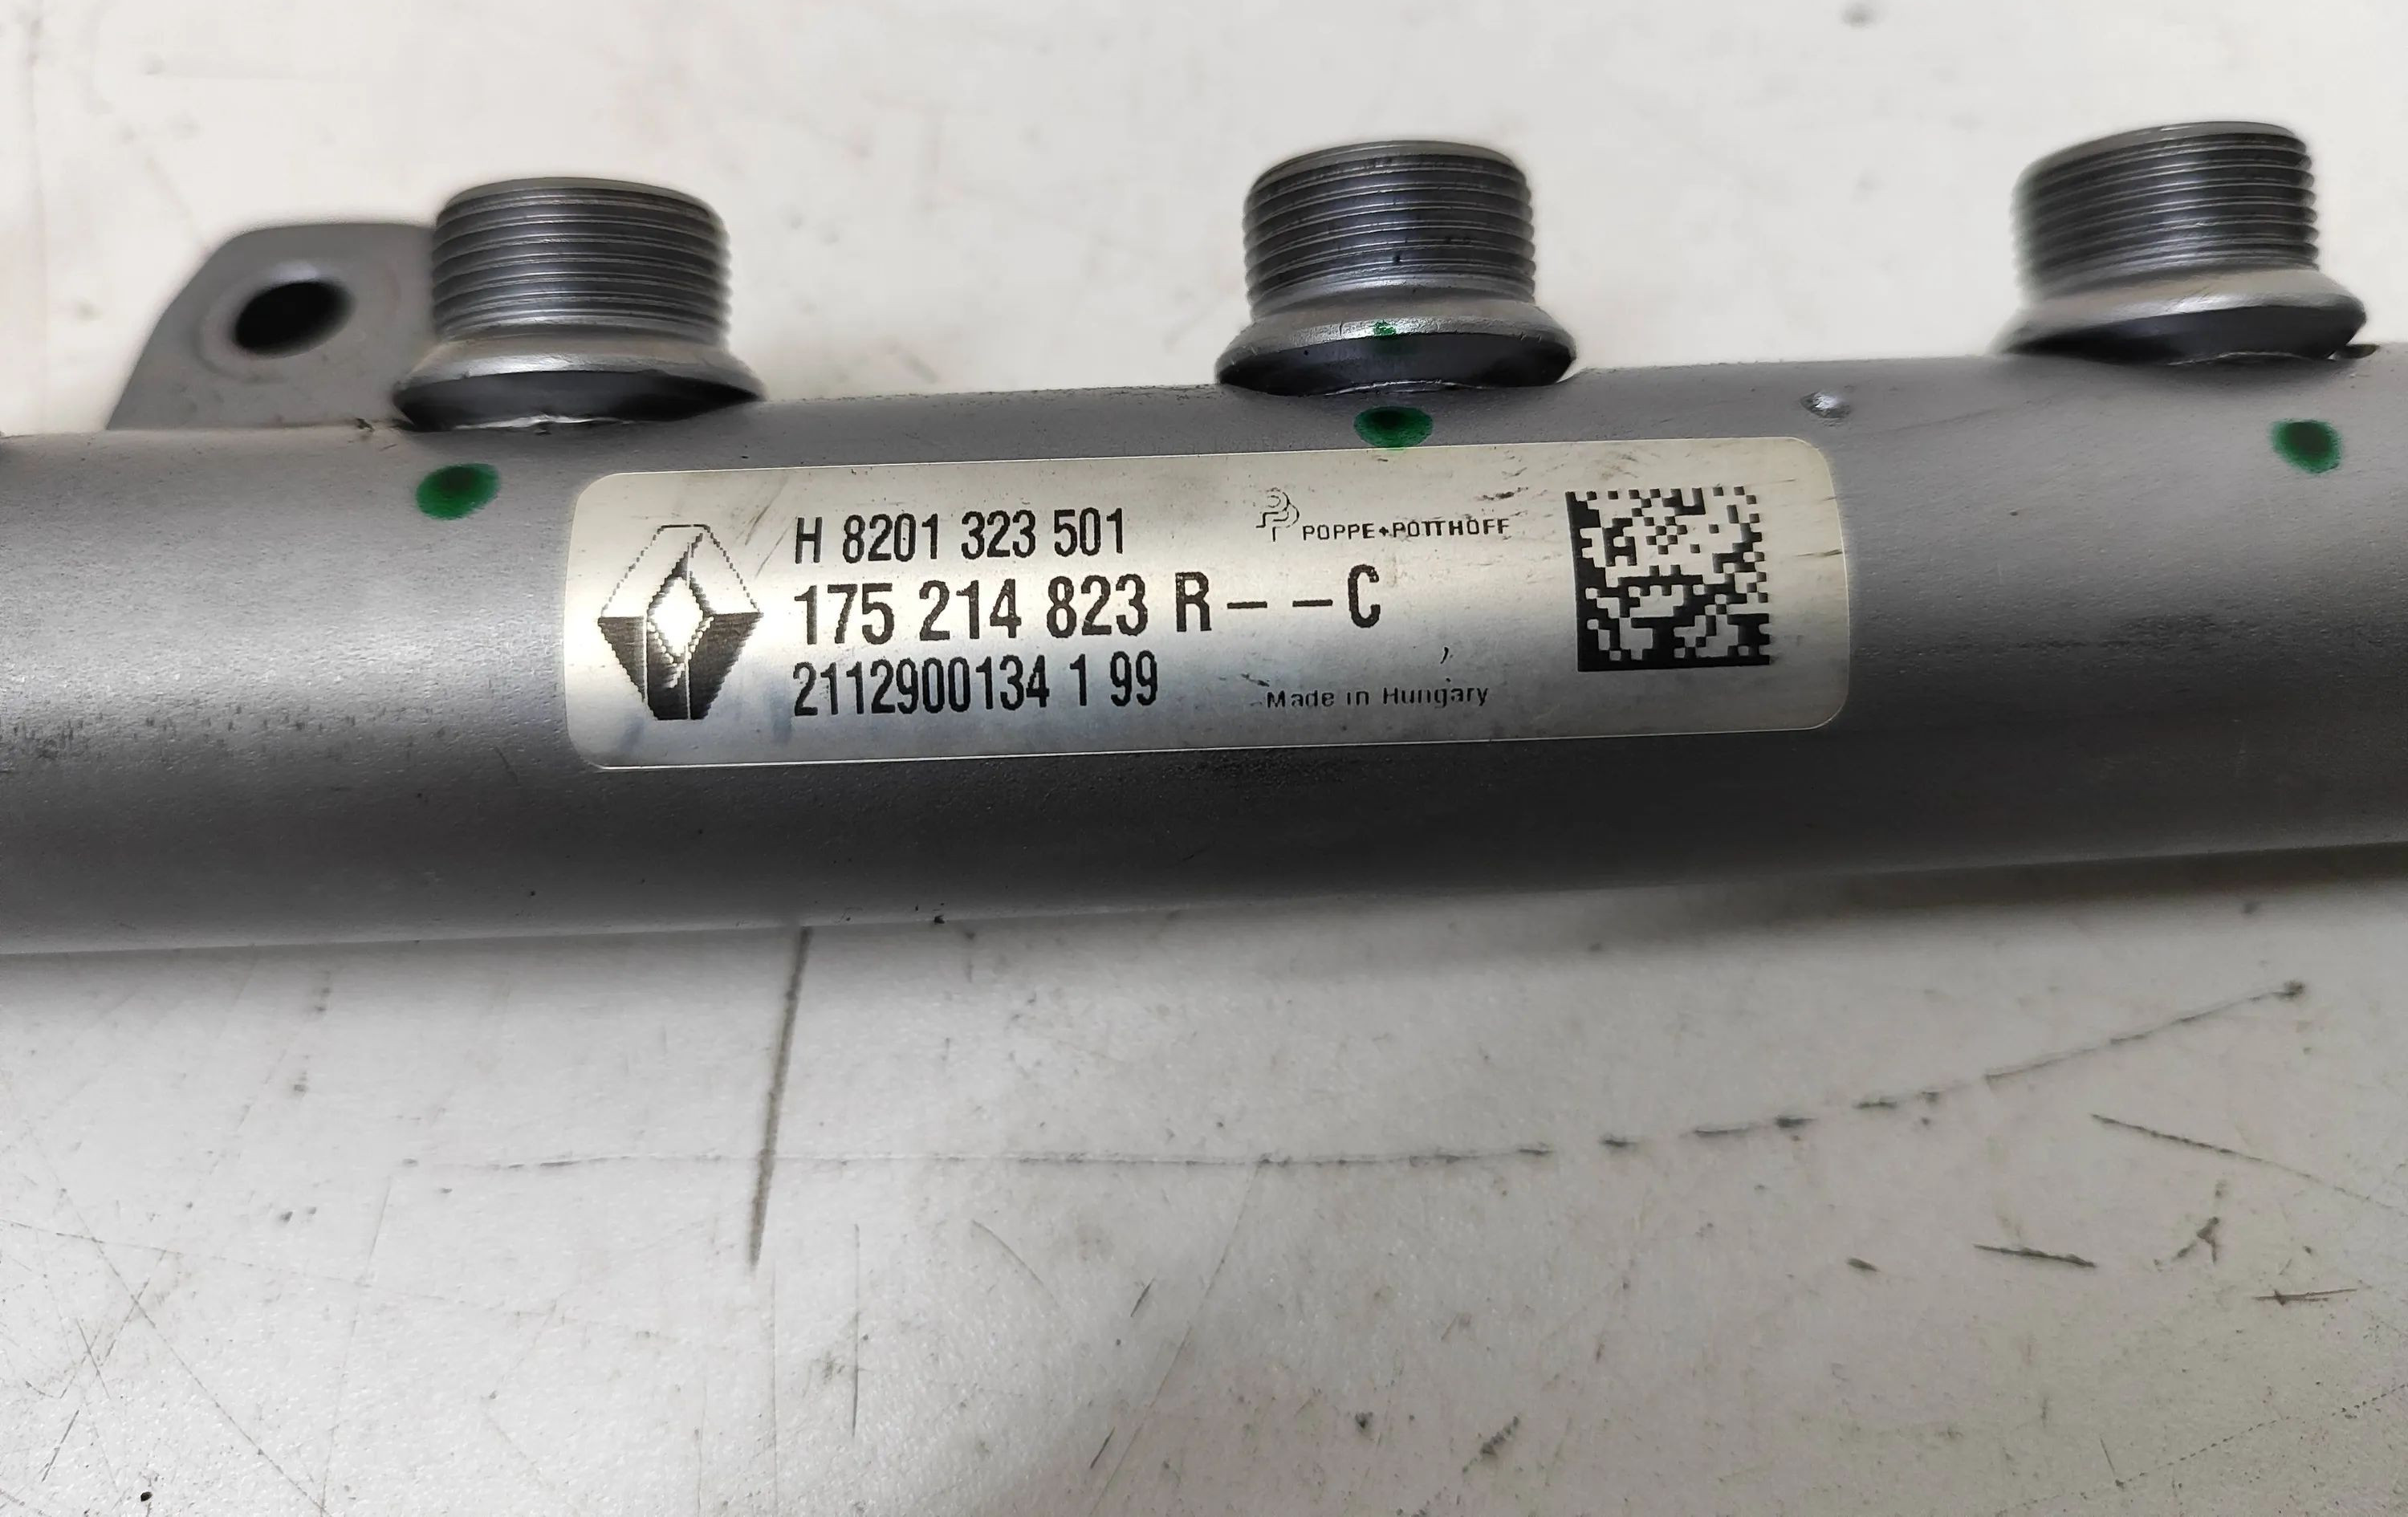 H 8201 323 501
POPPE+POTTHOFF
175 214 823 R--C
2112900134 1 99
Made in Hungary